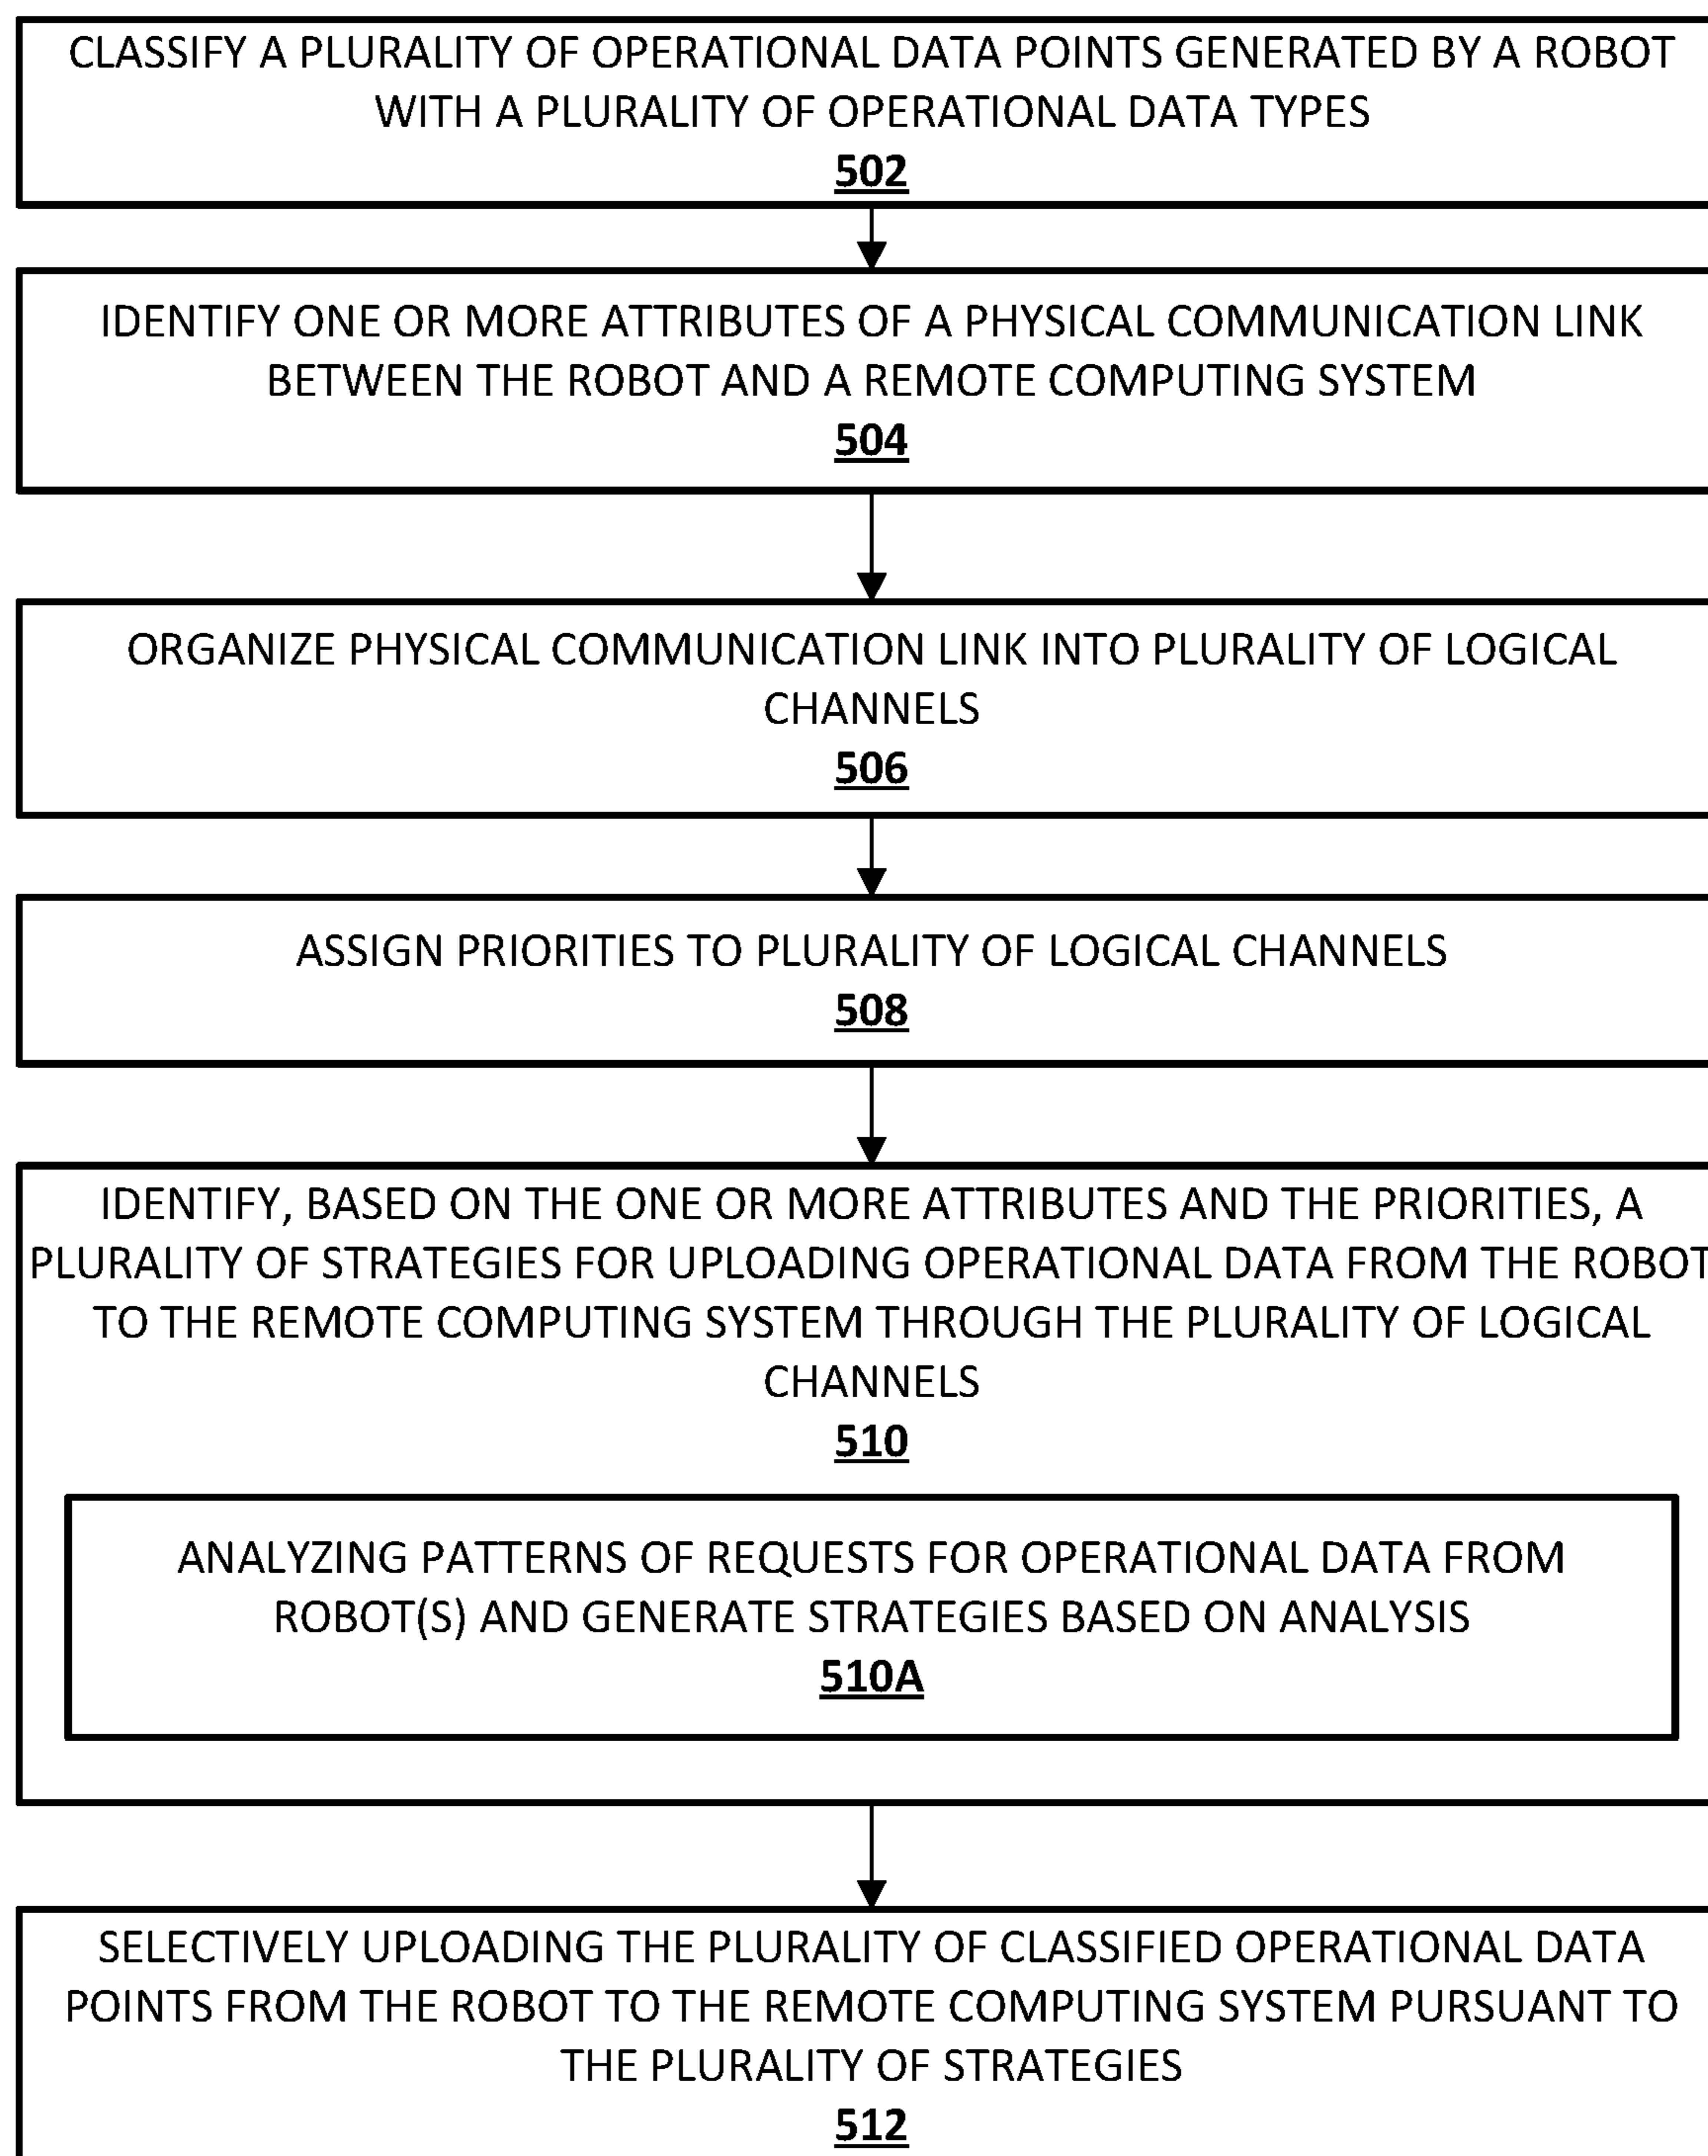 CLASSIFY A PLURALITY OF OPERATIONAL DATA POINTS GENERATED BY A ROBOT
WITH A PLURALITY OF OPERATIONAL DATA TYPES
502
IDENTIFY ONE OR MORE ATTRIBUTES OF A PHYSICAL COMMUNICATION LINK
BETWEEN THE ROBOT AND A REMOTE COMPUTING SYSTEM
504
ORGANIZE PHYSICAL COMMUNICATION LINK INTO PLURALITY OF LOGICAL
CHANNELS
506
ASSIGN PRIORITIES TO PLURALITY OF LOGICAL CHANNELS
508
IDENTIFY, BASED ON THE ONE OR MORE ATTRIBUTES AND THE PRIORITIES, A
PLURALITY OF STRATEGIES FOR UPLOADING OPERATIONAL DATA FROM THE ROBOT
TO THE REMOTE COMPUTING SYSTEM THROUGH THE PLURALITY OF LOGICAL
CHANNELS
510
ANALYZING PATTERNS OF REQUESTS FOR OPERATIONAL DATA FROM
ROBOT(S) AND GENERATE STRATEGIES BASED ON ANALYSIS
510A
SELECTIVELY UPLOADING THE PLURALITY OF CLASSIFIED OPERATIONAL DATA
POINTS FROM THE ROBOT TO THE REMOTE COMPUTING SYSTEM PURSUANT TO
THE PLURALITY OF STRATEGIES
512